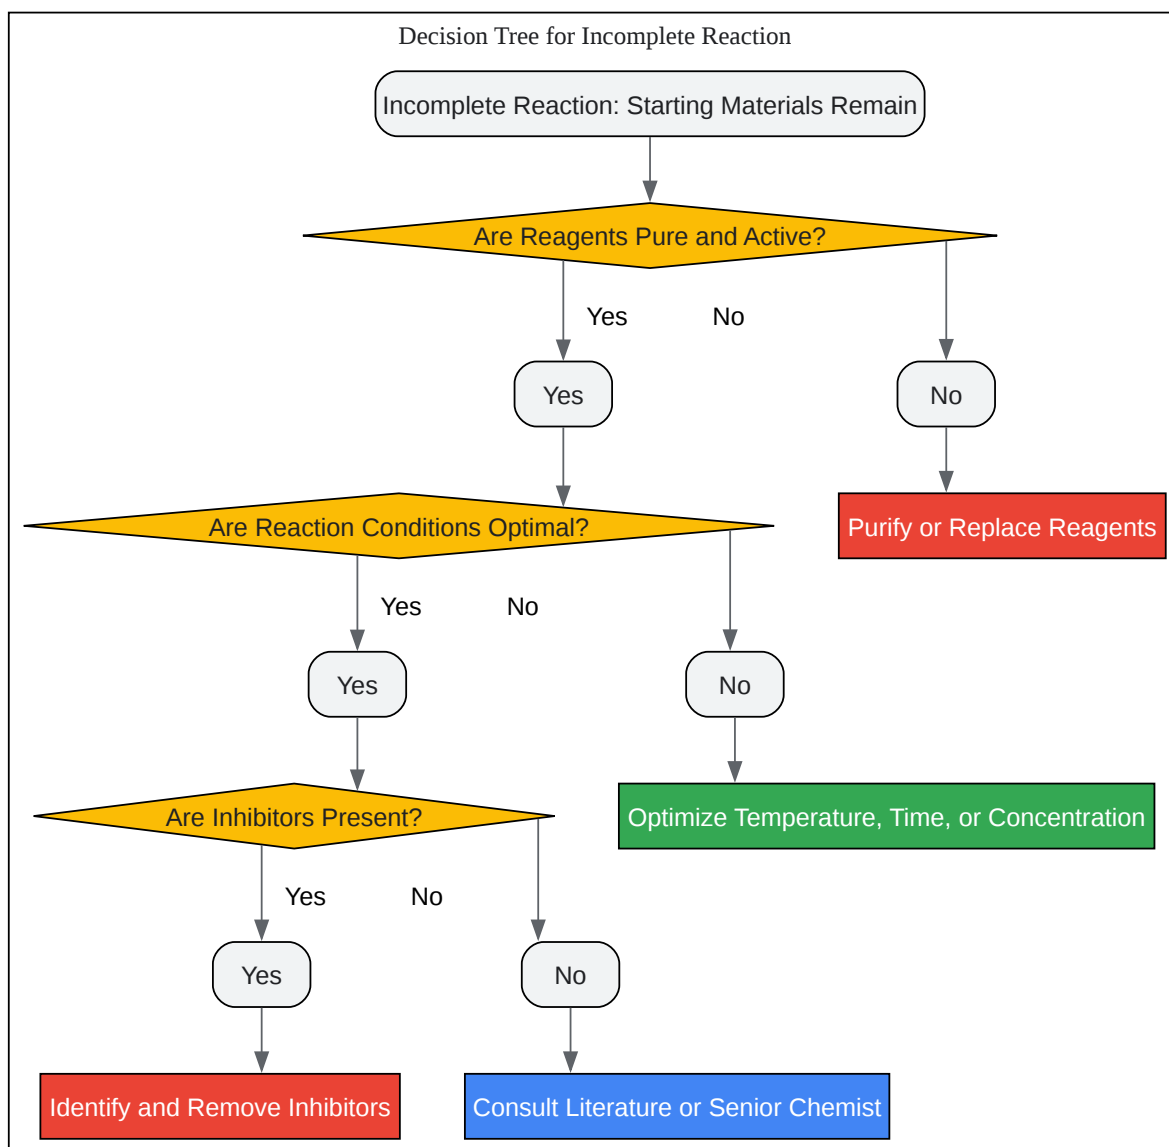 Decision Tree for Incomplete Reaction
Incomplete Reaction: Starting Materials Remain
Are Reagents Pure and Active?
Yes
No
Yes
No
Are Reaction Conditions Optimal?
Purify or Replace Reagents
Yes
No
Yes
No
Are Inhibitors Present?
Optimize Temperature, Time, or Concentration
Yes
No
Yes
No
Identify and Remove Inhibitors
Consult Literature or Senior Chemist